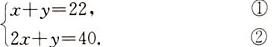 x+y=22, ①
2x+y=40. ②